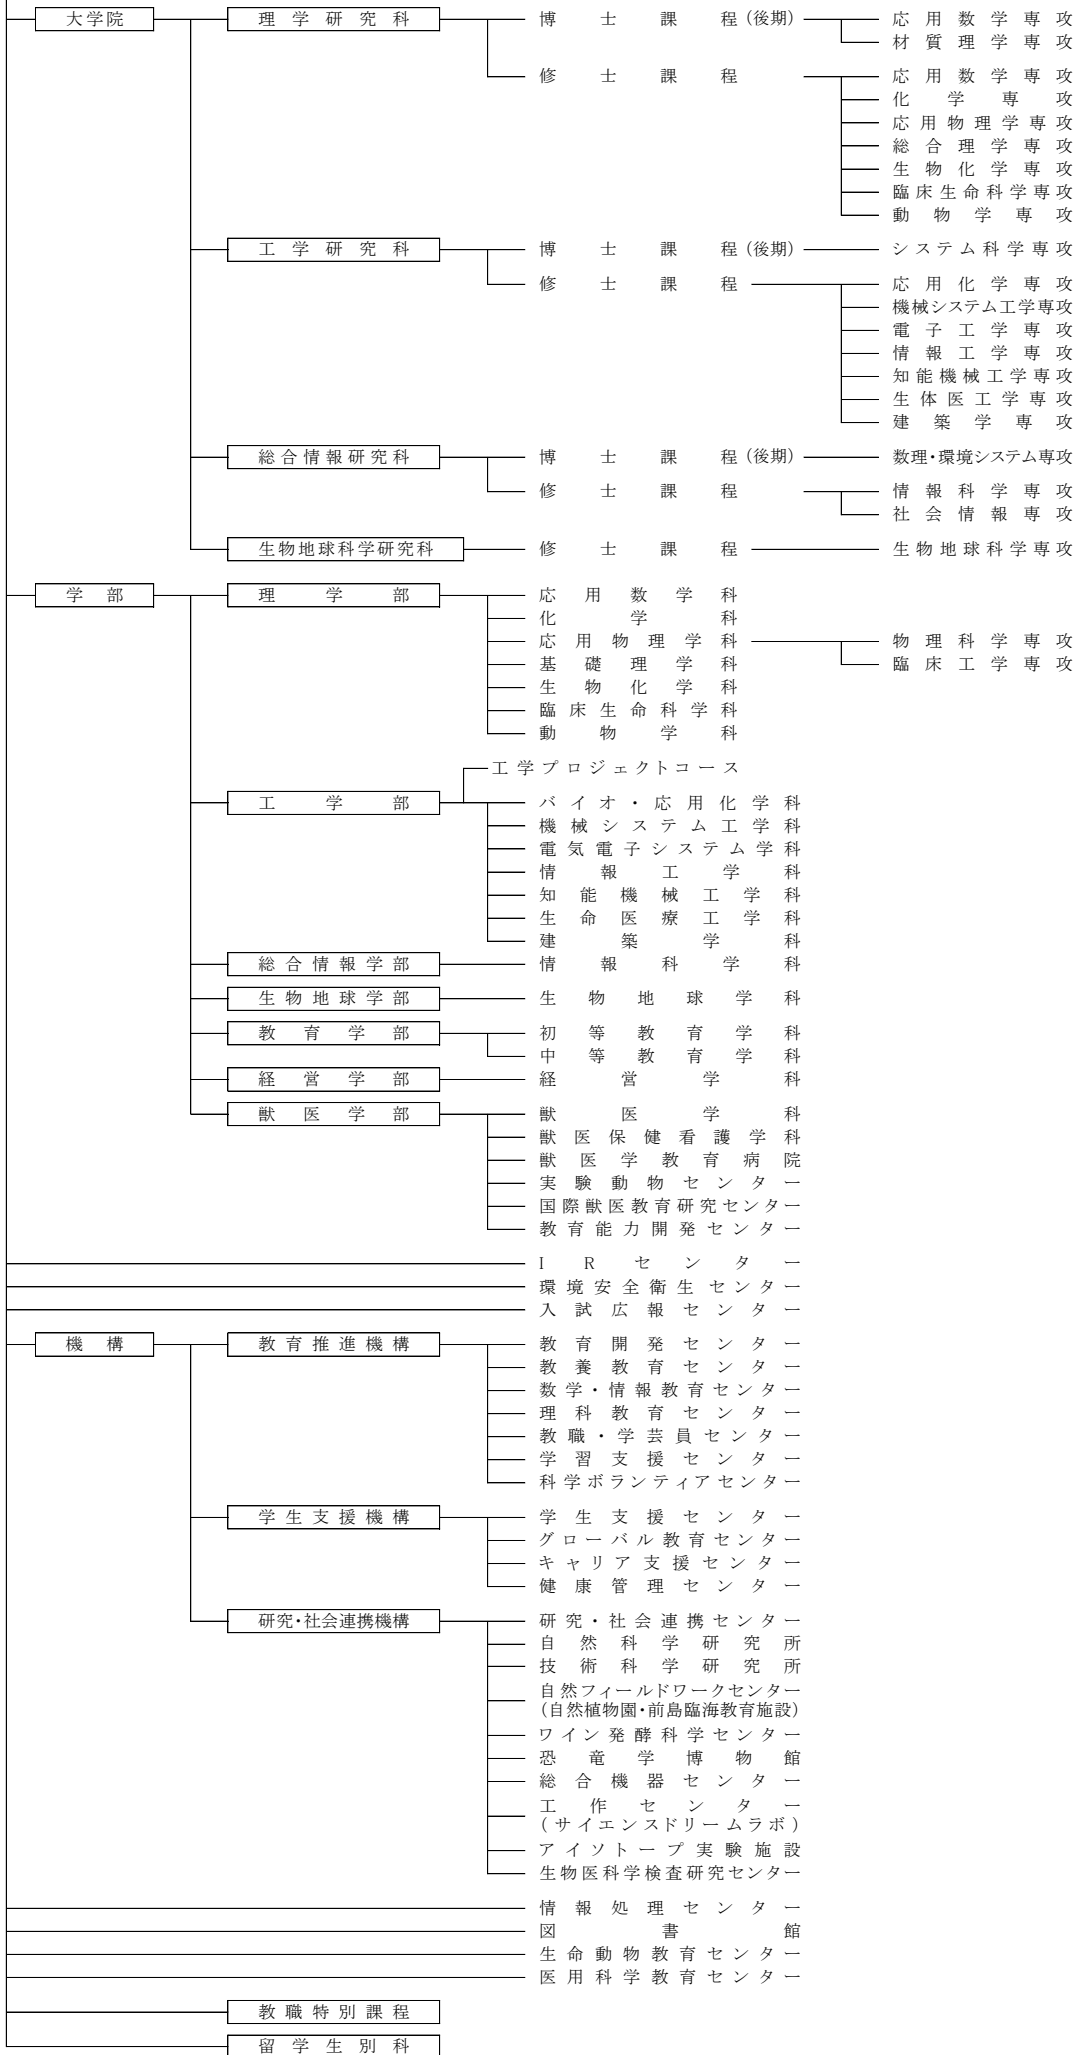 大学院 理学研究科 博士課程(後期) 応用数学専攻
材質理学専攻
修士課程 応用数学専攻
化学専攻
応用物理学専攻
総合理学専攻
生物化学専攻
臨床生命科学専攻
動物学専攻
工学研究科 博士課程(後期) システム科学専攻
修士課程 応用化学専攻
機械システム工学専攻
電子工学専攻
情報工学専攻
知能機械工学専攻
生体医工学専攻
建築学専攻
総合情報研究科 博士課程(後期) 数理・環境システム専攻
修士課程 情報科学専攻
社会情報専攻
生物地球科学研究科 修士課程 生物地球科学専攻
学部 理学部 応用数学科
化学科
応用物理学科 物理科学専攻
基礎理学科 臨床工学専攻
生物化学科
臨床生命科学科
動物学科
工学プロジェクトコース
工学部 バイオ・応用化学科
機械システム工学科
電気電子システム学科
情報工学科
知能機械工学科
生命医療工学科
建築学科
総合情報学部 情報科学科
生物地球学部 生物地球学科
教育学部 初等教育学科
中等教育学科
経営学部 経営学科
獣医学部 獣医学科
獣医保健看護学科
獣医学教育病院
実験動物センター
国際獣医教育研究センター
教育能力開発センター
IRセンター
環境安全衛生センター
入試広報センター
機構 教育推進機構 教育開発センター
教養教育センター
数学・情報教育センター
理科教育センター
教職・学芸員センター
学習支援センター
科学ボランティアセンター
学生支援機構 学生支援センター
グローバル教育センター
キャリア支援センター
健康管理センター
研究・社会連携機構 研究・社会連携センター
自然科学研究所
技術科学研究所
自然フィールドワークセンター
(自然植物園・前島臨海教育施設)
ワイン発酵科学センター
恐竜学博物館
総合機器センター
工作センター
(サイエンスドリームラボ)
アイソトープ実験施設
生物医科学検査研究センター
情報処理センター
図書館
生命動物教育センター
医用科学教育センター
教職特別課程
留学生別科